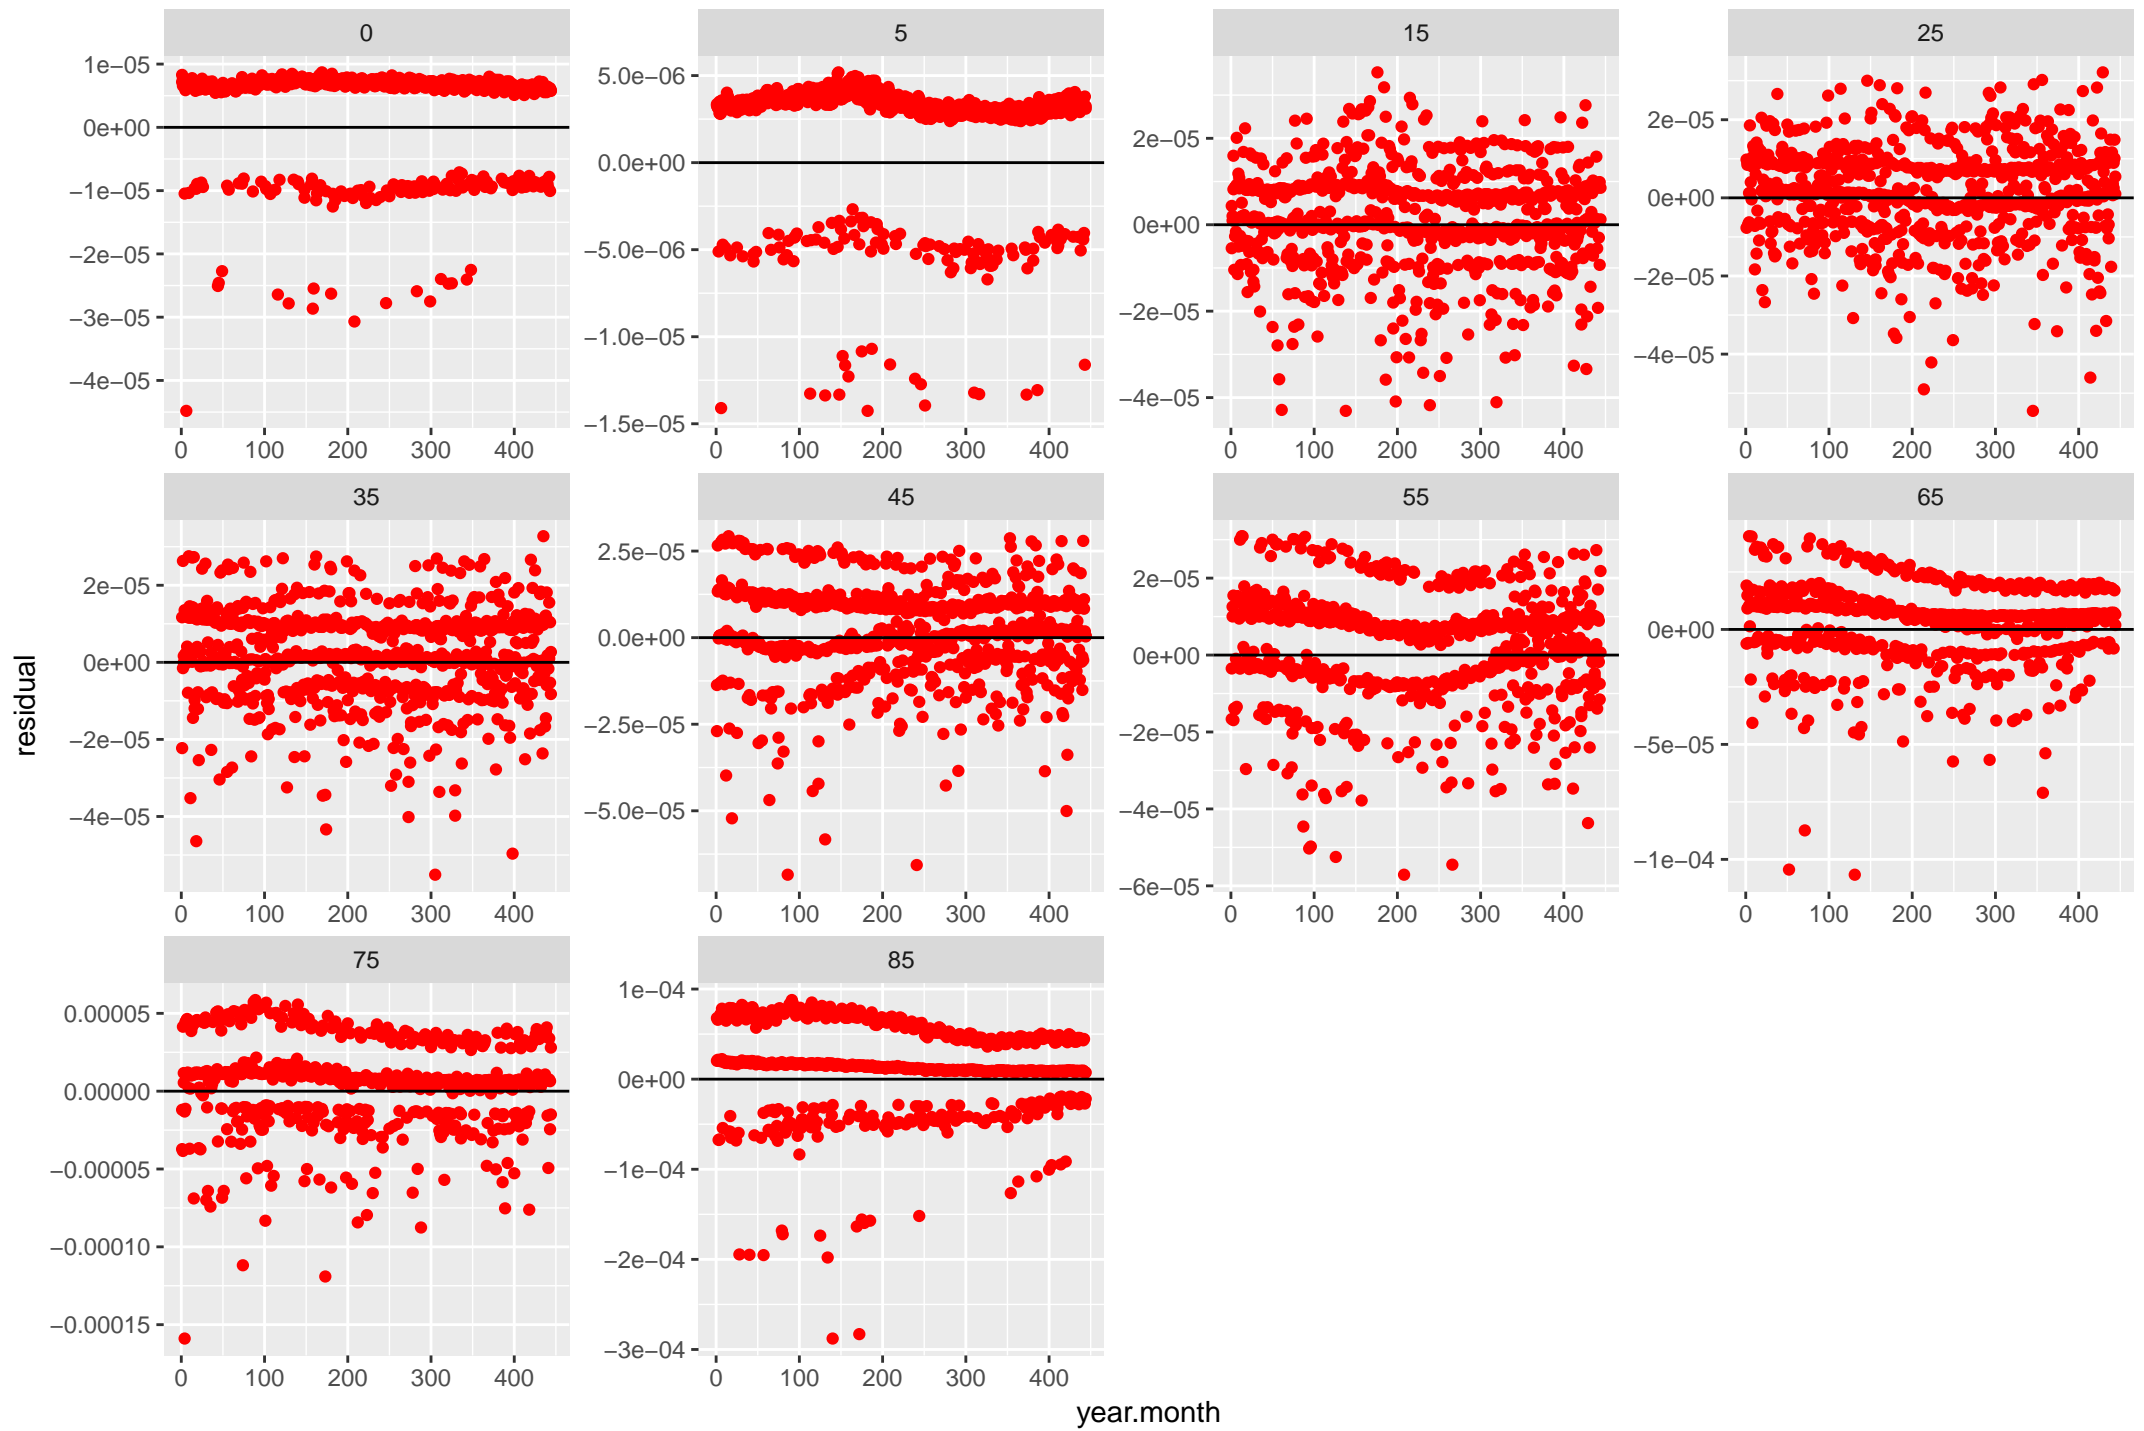 0 5 15 25
1e−05 5.0e−06
0e+00 2e−05 2e−05
−1e−05 0.0e+00 0e+00 0e+00
−2e−05 −5.0e−06 −2e−05 −2e−05
−3e−05 −1.0e−05
−4e−05 −1.5e−05 −4e−05 −4e−05
0 100 200 300 400 0 100 200 300 400 0 100 200 300 400 0 100 200 300 400
35 45 55 65
2e−05 2.5e−05 2e−05
0e+00 0.0e+00 0e+00 0e+00
−2e−05 −2.5e−05 −2e−05 −5e−05
−4e−05 −5.0e−05 −4e−05
−6e−05 −1e−04
0 100 200 300 400 0 100 200 300 400 0 100 200 300 400 0 100 200 300 400
residual
75 85
0.00005 1e−04
0.00000 0e+00
−0.00005 −1e−04
−0.00010 −2e−04
−0.00015 −3e−04
0 100 200 300 400 0 100 200 300 400
year.month